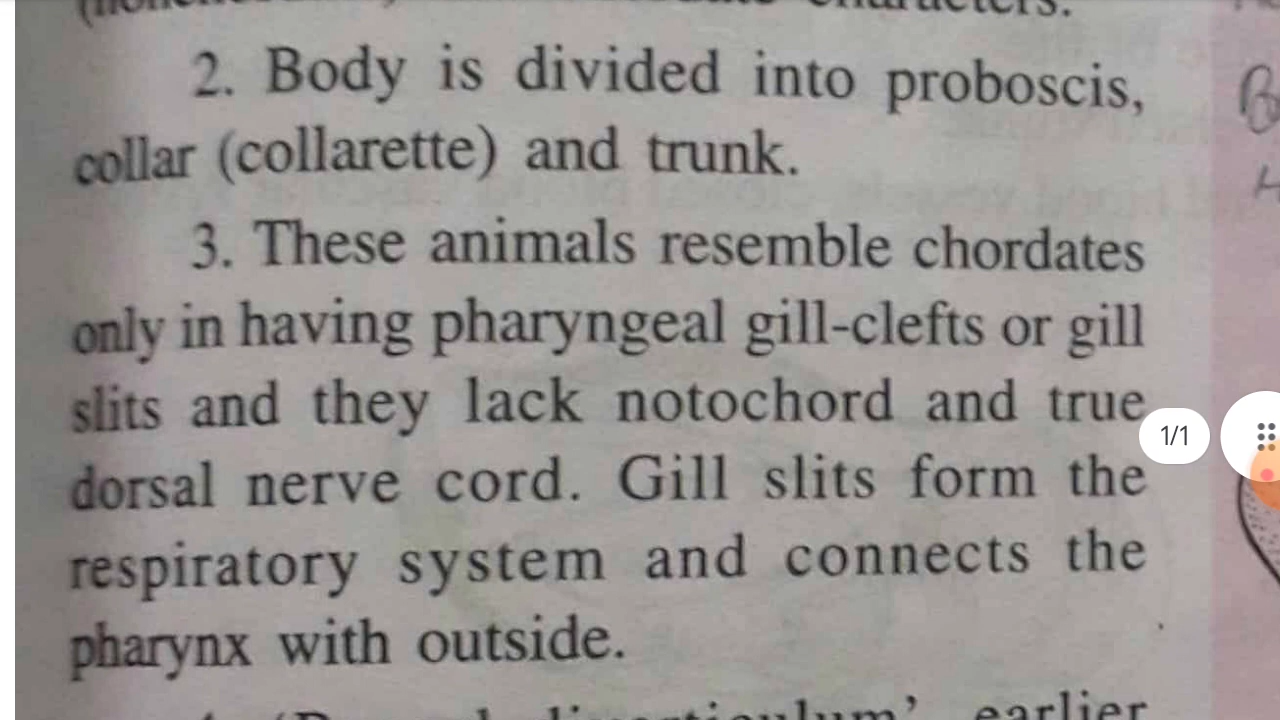 characters.
2. Body is divided into proboscis,
collar (collarette) and trunk.
3. These animals resemble chordates
only in having pharyngeal gill-clefts or gill
slits and they lack notochord and true
dorsal nerve cord. Gill slits form the
respiratory system and connects the
pharynx with outside.
earlier
1/1